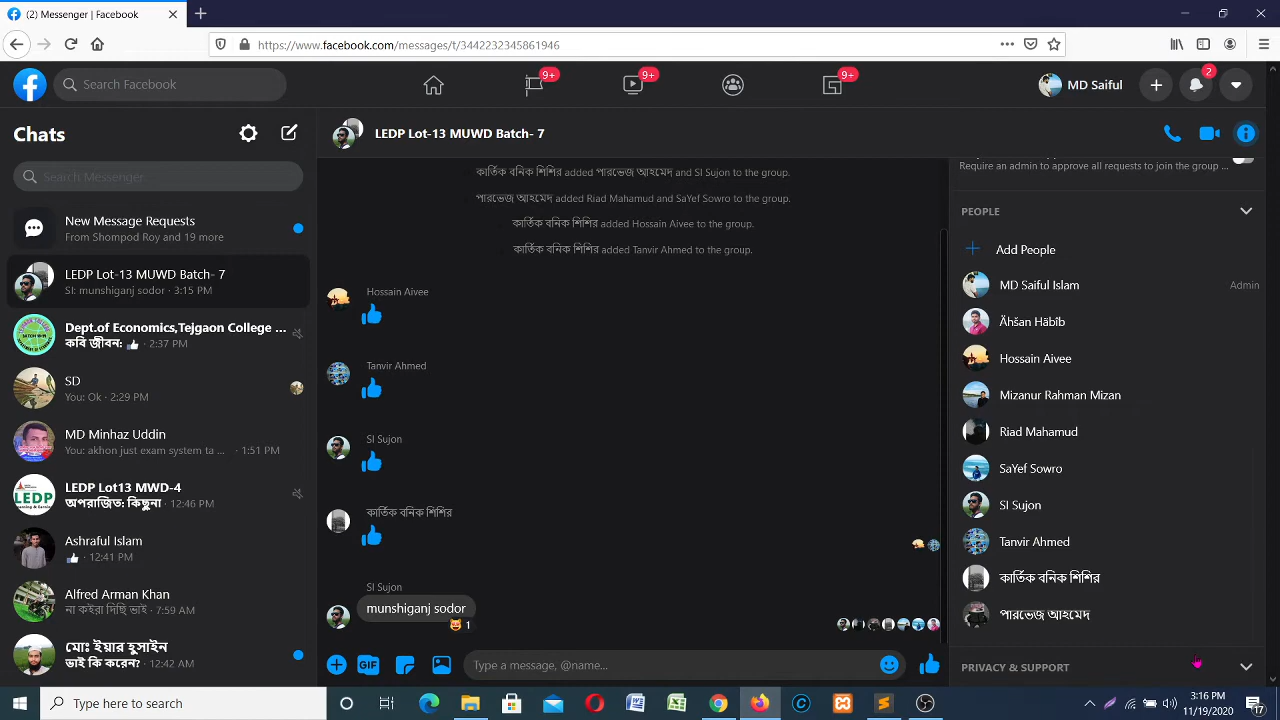 (2) Messenger | Facebook
https://www.facebook.com/messages/t/3442232345861946
Search Facebook
9+
9+
9+
MD Saiful
2
Chats
Search Messenger
New Message Requests
From Shompod Roy and 19 more
LEDP Lot-13 MUWD Batch- 7
SI: munshiganj sodor · 3:15 PM
Dept.of Economics,Tejgaon College ...
কবি জীবন: · 2:37 PM
SD
You: Ok · 2:29 PM
MD Minhaz Uddin
You: akhon just exam system ta ... · 1:51 PM
LEDP
LEDP Lot13 MWD-4
অপরাজিত: কিছুনা · 12:46 PM
Ashraful Islam
· 12:41 PM
Alfred Arman Khan
না কইরা দিছি ভাই · 7:59 AM
মোঃ ইয়ার হুসাইন
ভাই কি করেন? · 12:42 AM
LEDP Lot-13 MUWD Batch- 7
কার্তিক বনিক শিশির added পারভেজ আহমেদ and SI Sujon to the group.
পারভেজ আহমেদ added Riad Mahamud and SaYef Sowro to the group.
কার্তিক বনিক শিশির added Hossain Aivee to the group.
কার্তিক বনিক শিশির added Tanvir Ahmed to the group.
Hossain Aivee
Tanvir Ahmed
SI Sujon
কার্তিক বনিক শিশির
SI Sujon
munshiganj sodor
1
GIF
Type a message, @name...
Require an admin to approve all requests to join the group ...
PEOPLE
Add People
MD Saiful Islam Admin
Ähšan Häbîb
Hossain Aivee
Mizanur Rahman Mizan
Riad Mahamud
SaYef Sowro
SI Sujon
Tanvir Ahmed
কার্তিক বনিক শিশির
পারভেজ আহমেদ
PRIVACY & SUPPORT
Type here to search
3:16 PM
11/19/2020
17